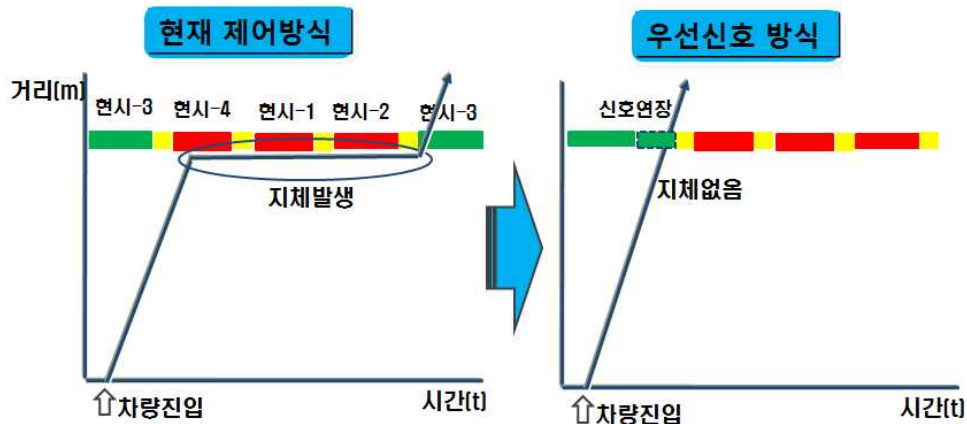 현재 제어방식
우선신호 방식
거리(m)
현시-3 현시-4 현시-1 현시-2 현시-3
지체발생
시간(t)
차량진입
신호연장
지체없음
시간(t)
차량진입